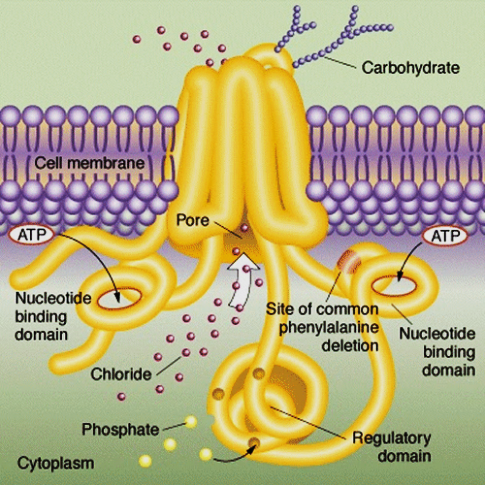 Carbohydrate
Cell membrane
Pore
ATP
ATP
Nucleotide
binding
domain
Site of common
phenylalanine
deletion
Nucleotide
binding
domain
Chloride
Phosphate
Regulatory
domain
Cytoplasm